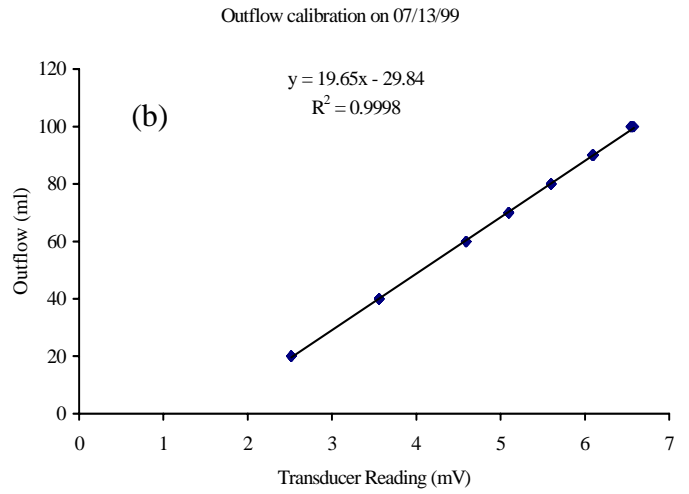 Outflow calibration on 07/13/99
y = 19.65x - 29.84
R² = 0.9998
(b)
120
100
80
60
40
20
0
Outflow (ml)
0 1 2 3 4 5 6 7
Transducer Reading (mV)